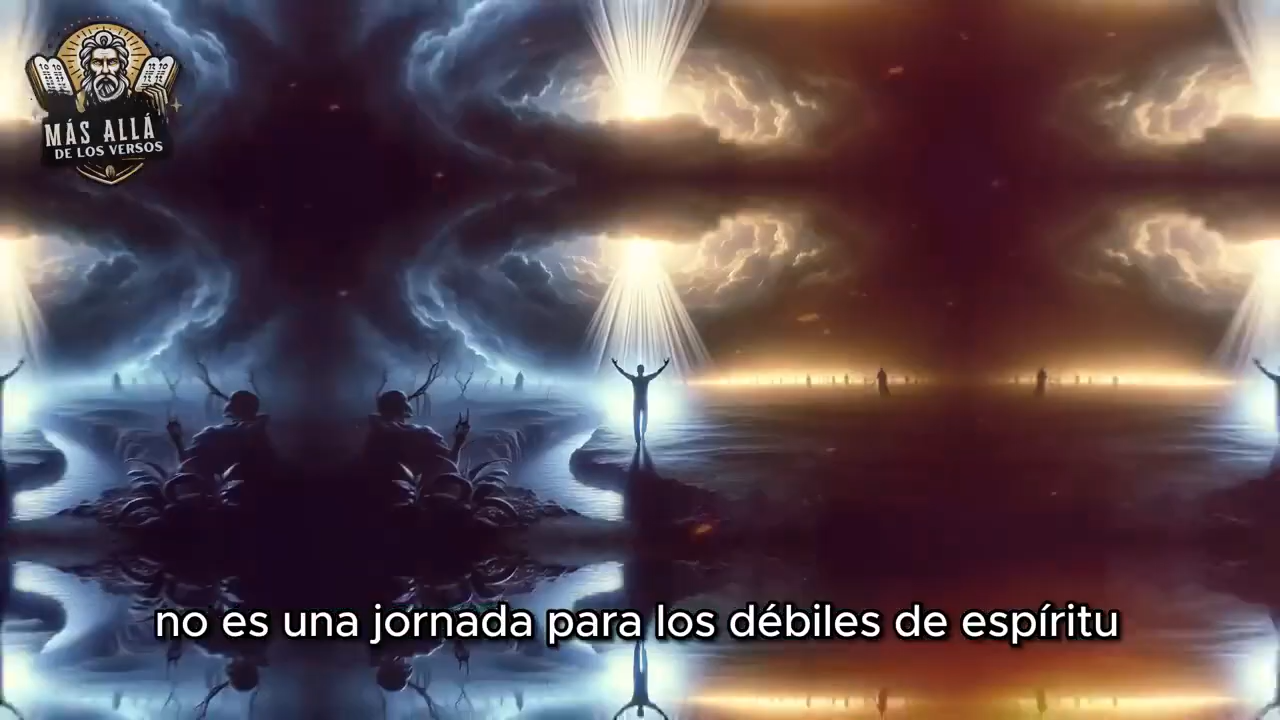 MÁS ALLÁ
DE LOS VERSOS
no es una jornada para los débiles de espíritu